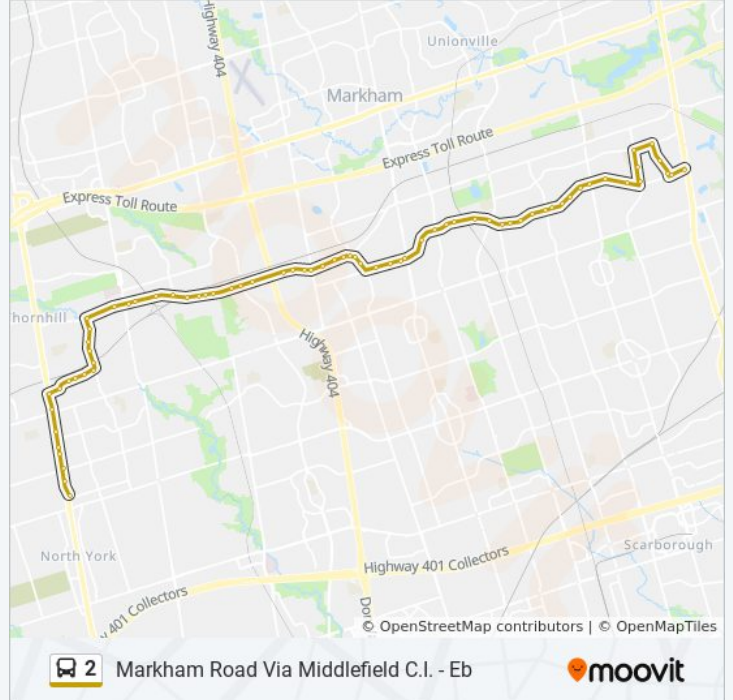 Highway 404
Unionville
Markham
Express Toll Route
Express Toll Route
hornhill
Highway 404
North York
Scarborough
Highway 401 Collectors
y 401 Collectors
Do
© OpenStreetMap contributors | © OpenMapTiles
2 Markham Road Via Middlefield C.I. - Eb
moovit